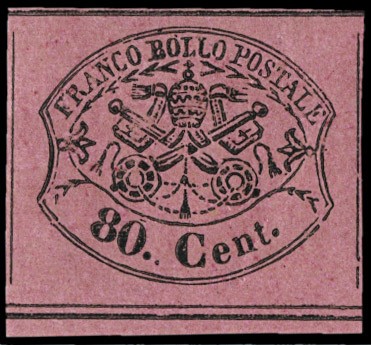 FRANCO BOLLO POSTALE
80. Cent.